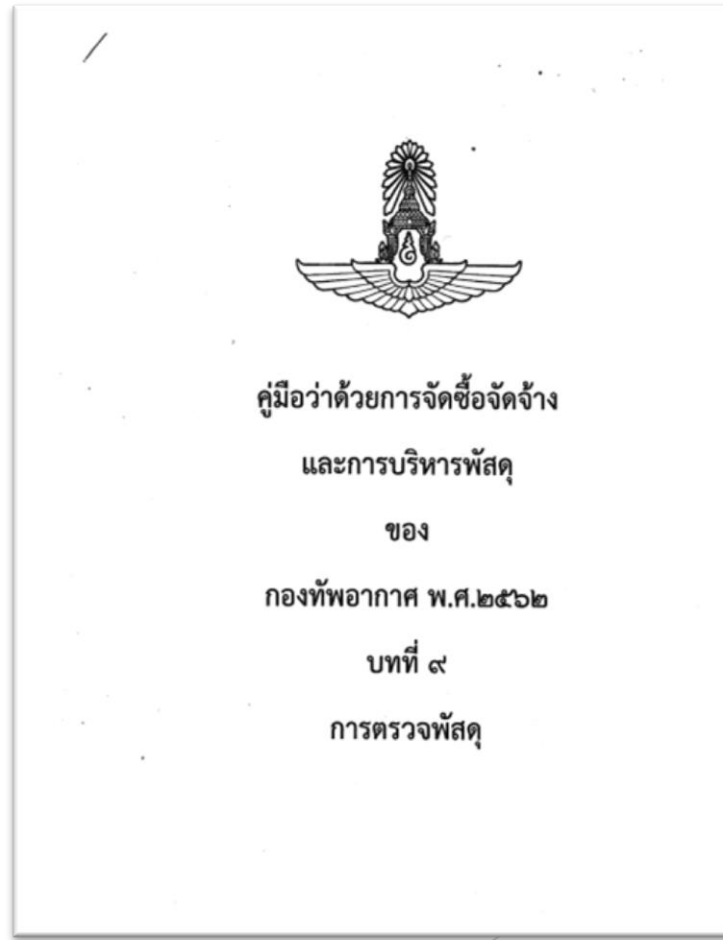 คู่มือว่าด้วยการจัดซื้อจัดจ้าง
และการบริหารพัสดุ
ของ
กองทัพอากาศ พ.ศ.๒๕๖๒
บทที่ ๙
การตรวจพัสดุ